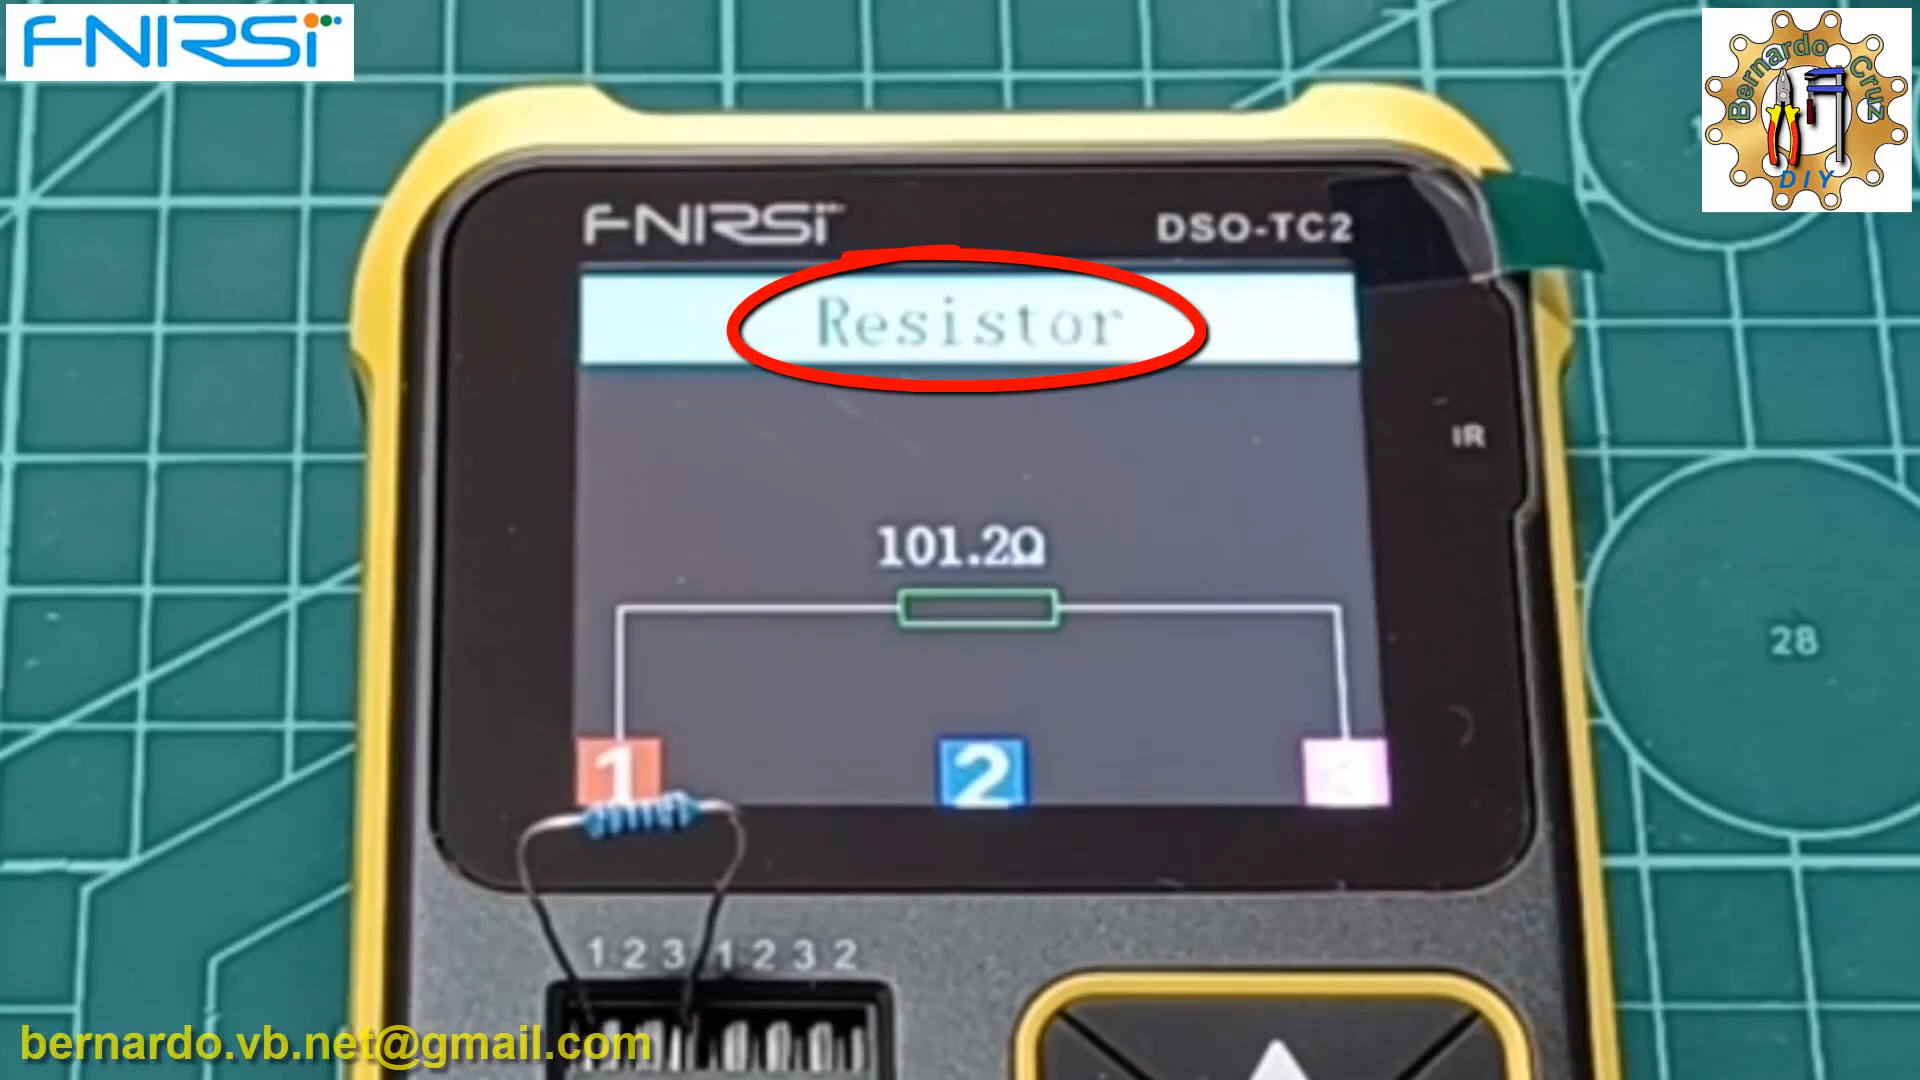 FNIRSI
Bernardo Cruz
DIY
FNIRSI
DSO-TC2
Resistor
IR
101.2Ω
28
1
2
3
1 2 3 1 2 3 2
bernardo.vb.net@gmail.com